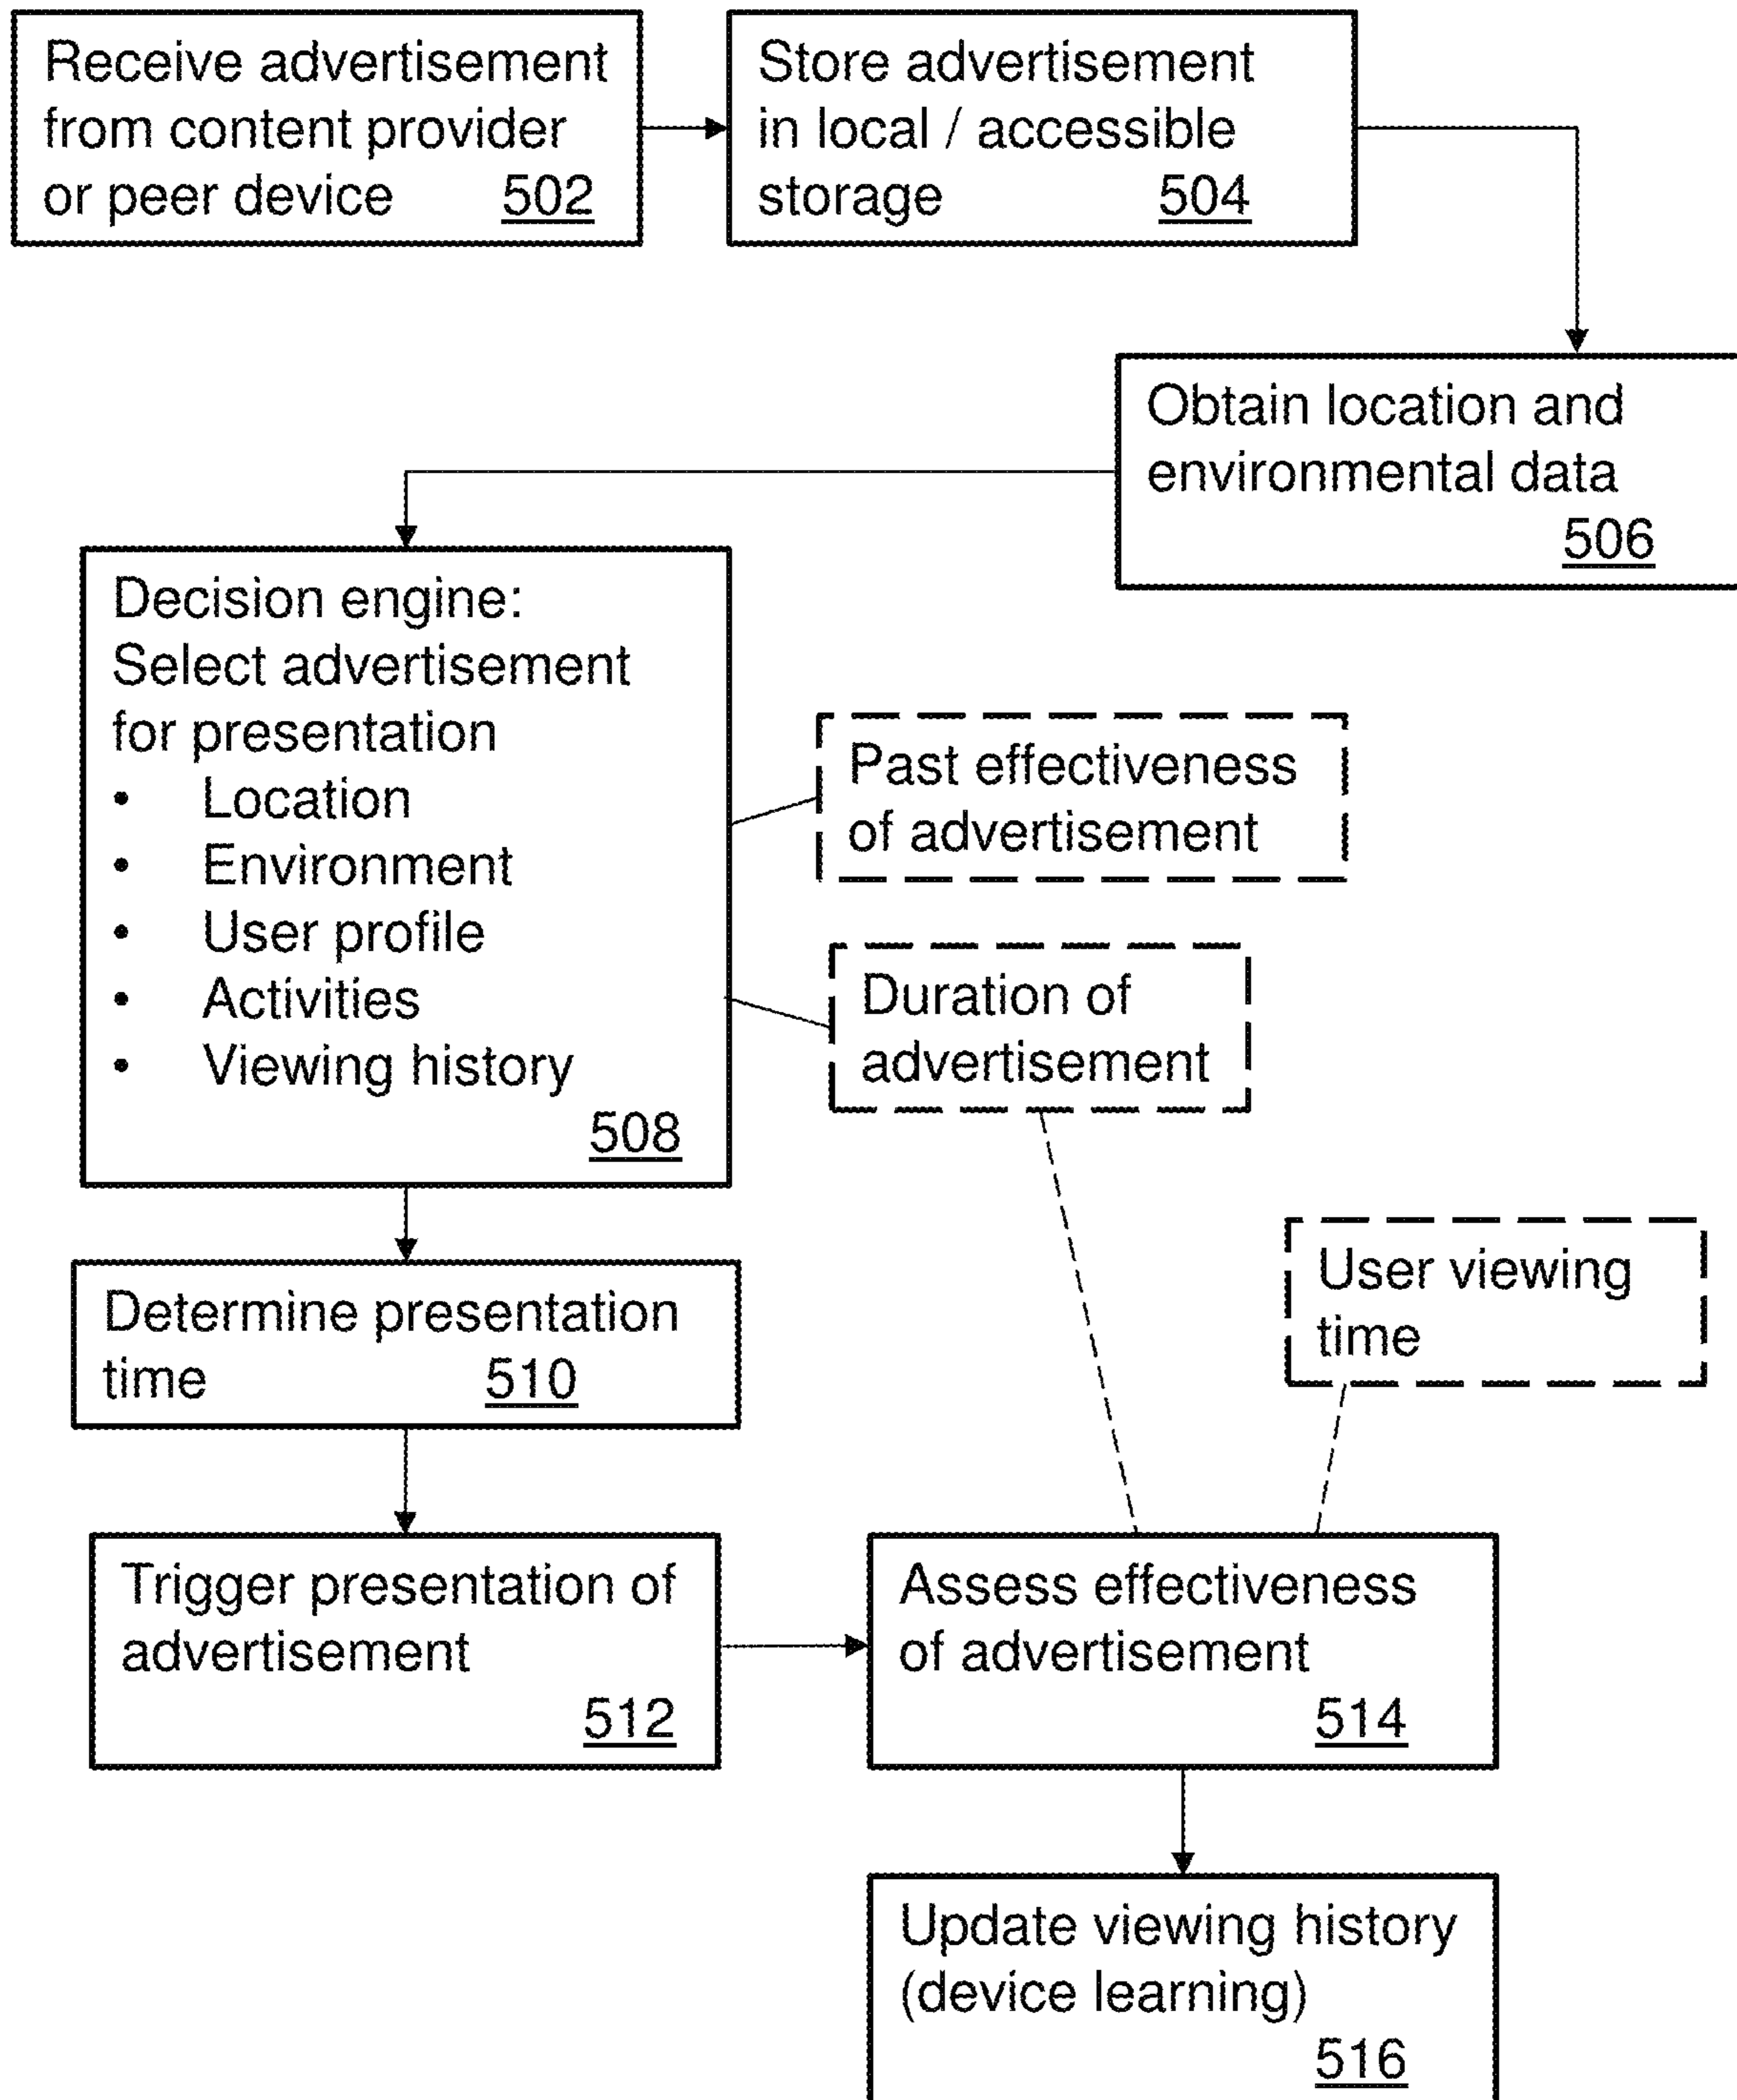 Receive advertisement
from content provider
or peer device 502
Store advertisement
in local / accessible
storage 504
Obtain location and
environmental data
506
Decision engine:
Select advertisement
for presentation
• Location
• Environment
• User profile
• Activities
• Viewing history
508
Past effectiveness
of advertisement
Duration of
advertisement
Determine presentation
time 510
User viewing
time
Trigger presentation of
advertisement
512
Assess effectiveness
of advertisement
514
Update viewing history
(device learning)
516